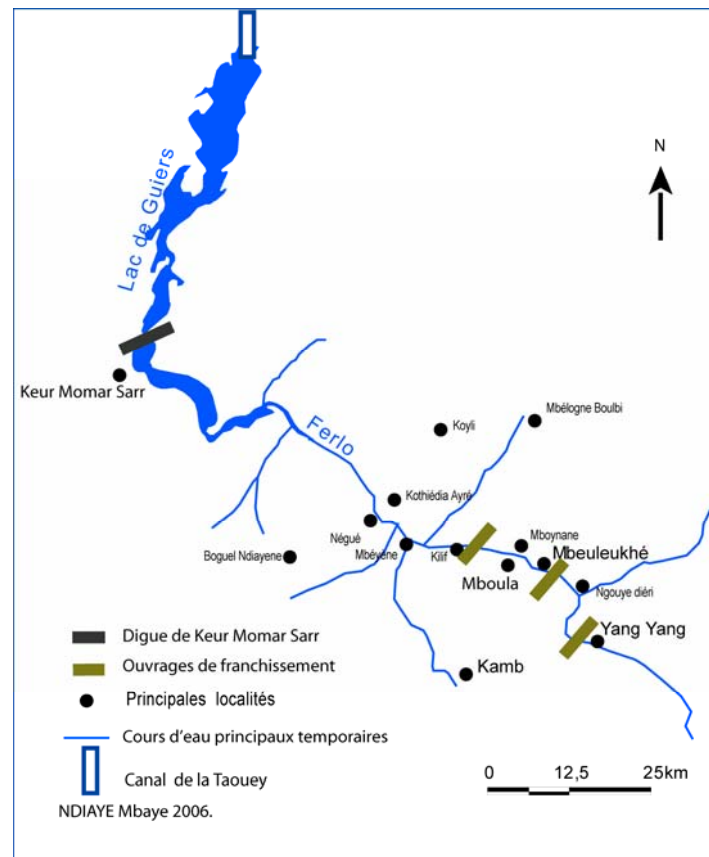 N
Lac de Guiers
Keur Momar Sarr
Ferlo
Koyli
Mbélogne Boulbi
Kothiédia Ayré
Négué
Mbéyène
Boguel Ndiayene
Kilif
Mboynane
Mbeuleukhé
Mboula
Ngouye diéri
Yang Yang
Kamb
Digue de Keur Momar Sarr
Ouvrages de franchissement
Principales localités
Cours d'eau principaux temporaires
Canal de la Taouey
0 12,5 25km
NDIAYE Mbaye 2006.